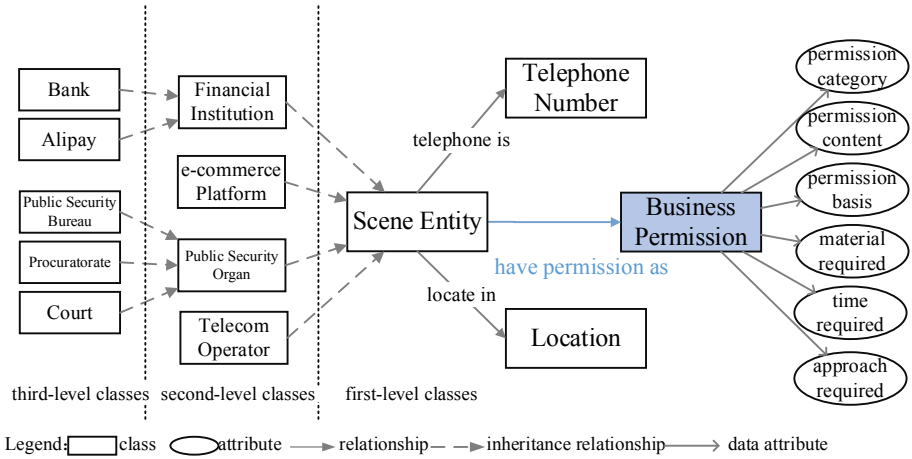 Bank
Alipay
Public Security
Bureau
Procuratorate
Court
Financial
Institution
e-commerce
Platform
Public Security
Organ
Telecom
Operator
Scene Entity
Telephone
Number
telephone is
have permission as
locate in
Location
Business
Permission
permission
category
permission
content
permission
basis
material
required
time
required
approach
required
third-level classes
second-level classes
first-level classes
Legend: class attribute relationship inheritance relationship data attribute